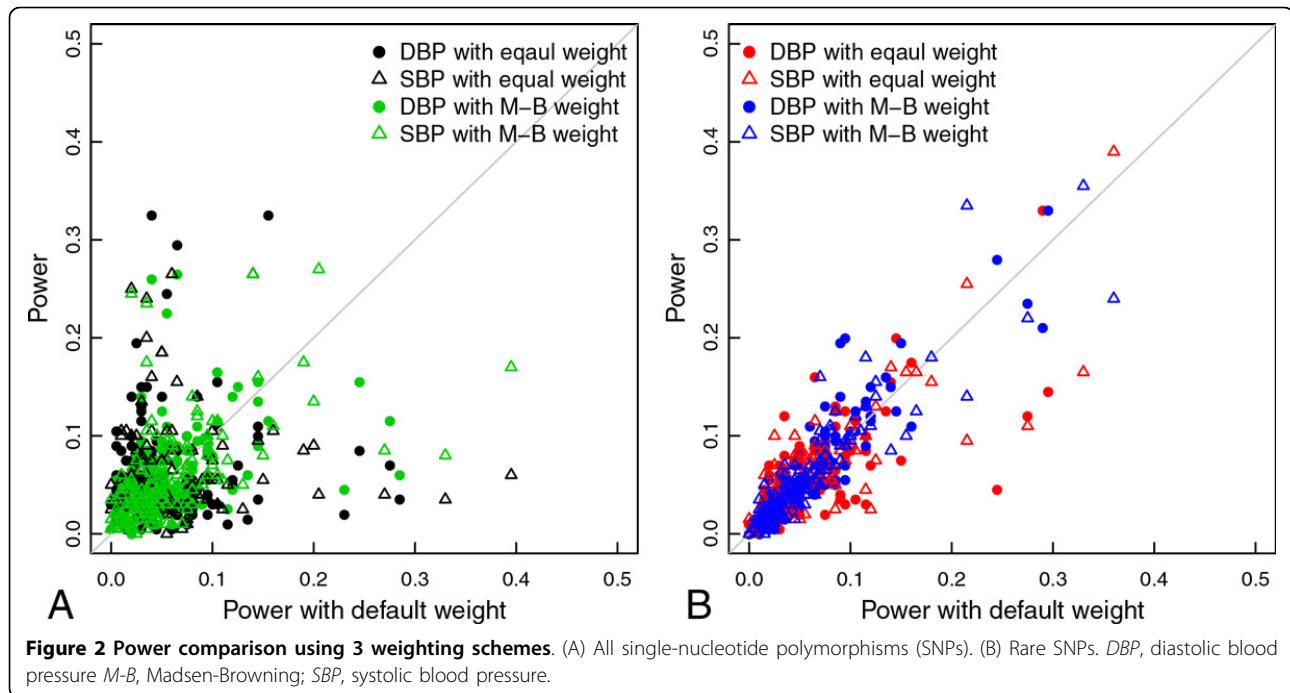 DBP with eqaul weight
SBP with equal weight
DBP with M-B weight
SBP with M-B weight
Power
0.0 0.1 0.2 0.3 0.4 0.5
0.0 0.1 0.2 0.3 0.4 0.5
A
Power with default weight
DBP with eqaul weight
SBP with equal weight
DBP with M-B weight
SBP with M-B weight
Power
0.0 0.1 0.2 0.3 0.4 0.5
0.0 0.1 0.2 0.3 0.4 0.5
B
Power with default weight
Figure 2 Power comparison using 3 weighting schemes. (A) All single-nucleotide polymorphisms (SNPs). (B) Rare SNPs. DBP, diastolic blood
pressure M-B, Madsen-Browning; SBP, systolic blood pressure.